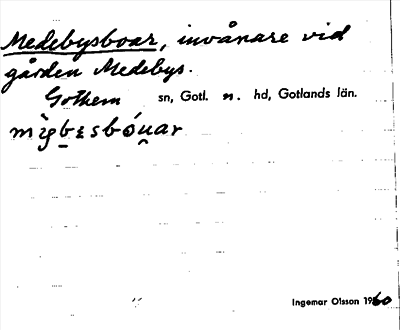 Medebysboar, invånare vid
gården Medebys.
Gothem sn, Gotl. n. hd, Gotlands län.
Ingemar Olsson 1960